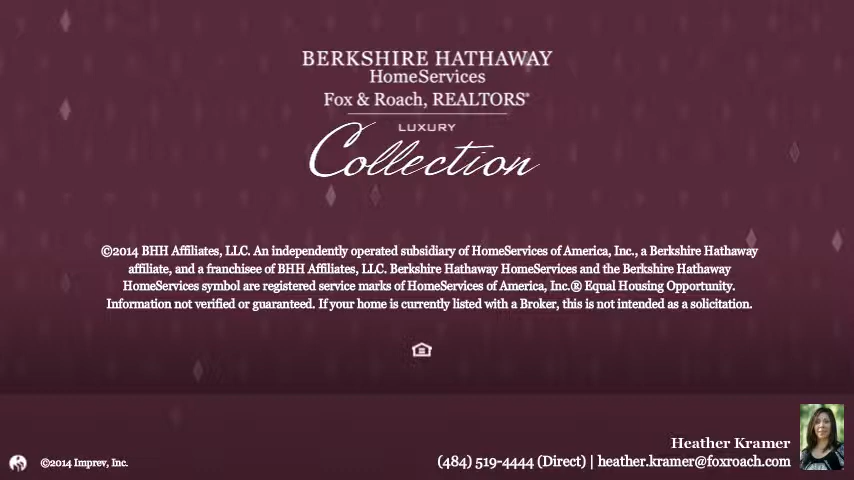 BERKSHIRE HATHAWAY
HomeServices
Fox & Roach, REALTORS®
LUXURY
Collection
©2014 BHH Affiliates, LLC. An independently operated subsidiary of HomeServices of America, Inc., a Berkshire Hathaway
affiliate, and a franchisee of BHH Affiliates, LLC. Berkshire Hathaway HomeServices and the Berkshire Hathaway
HomeServices symbol are registered service marks of HomeServices of America, Inc.® Equal Housing Opportunity.
Information not verified or guaranteed. If your home is currently listed with a Broker, this is not intended as a solicitation.
Heather Kramer
(484) 519-4444 (Direct) | heather.kramer@foxroach.com
©2014 Imprev, Inc.